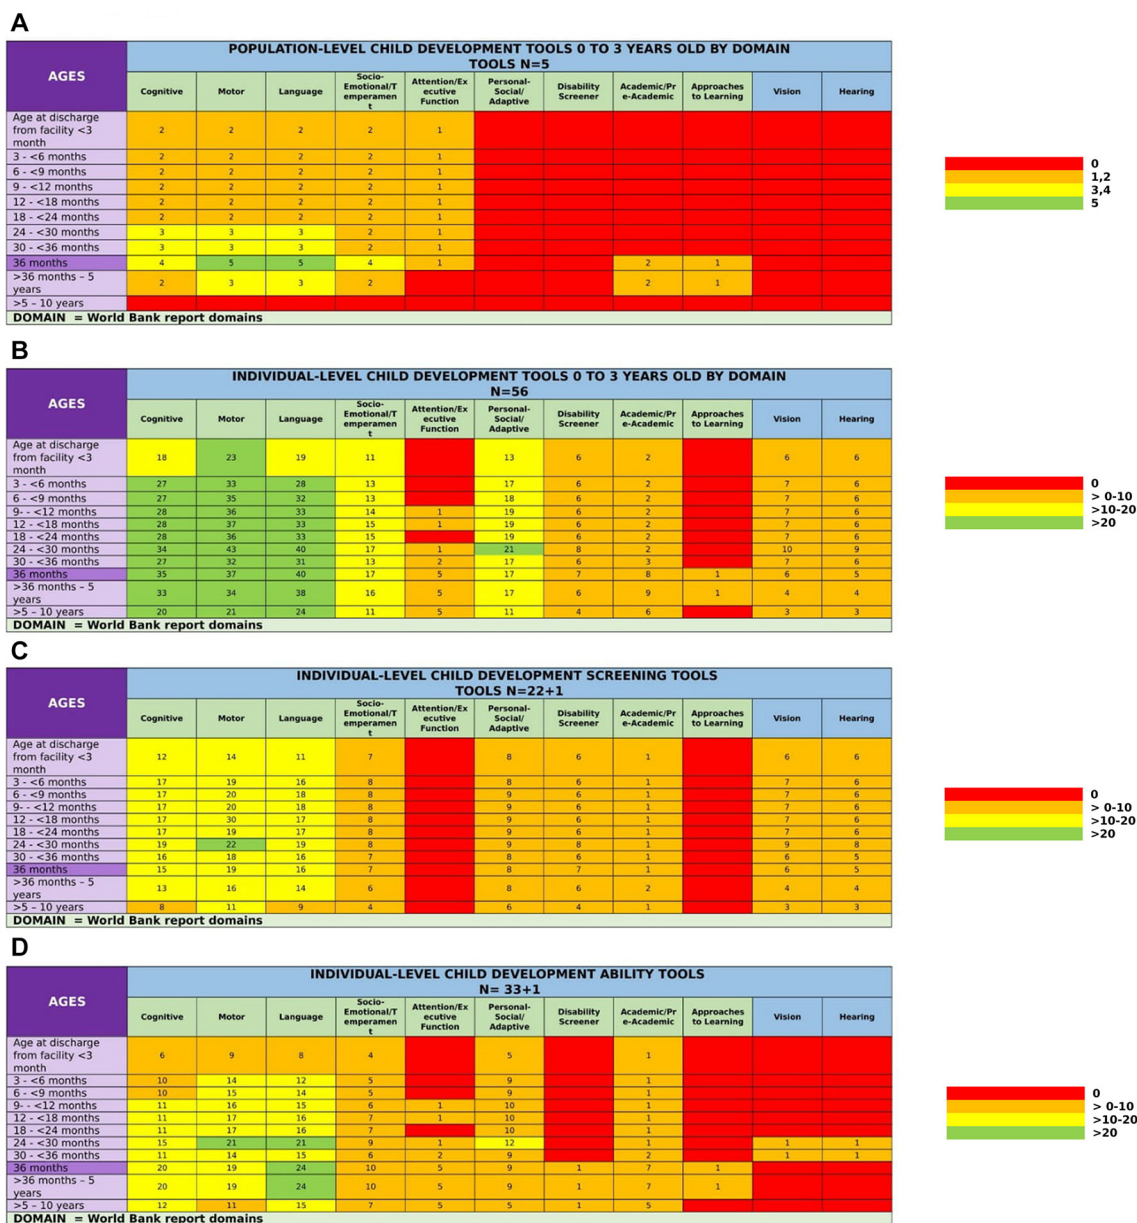 A
AGES
POPULATION-LEVEL CHILD DEVELOPMENT TOOLS 0 TO 3 YEARS OLD BY DOMAIN
TOOLS N=5
Cognitive Motor Language Socio-Emotional/Temperament Attention/Executive Function Personal-Social/Adaptive Disability Screener Academic/Pre-Academic Approaches to Learning Vision Hearing
Age at discharge from facility <3 month 2 2 2 2 1
3 - <6 months 2 2 2 2 1
6 - <9 months 2 2 2 2 1
9 - <12 months 2 2 2 2 1
12 - <18 months 2 2 2 2 1
18 - <24 months 2 2 2 2 1
24 - <30 months 3 3 3 2 1
30 - <36 months 3 3 3 2 1
36 months 4 5 5 4 1 2 1
>36 months – 5 years 2 3 3 2 2 1
>5 – 10 years
DOMAIN = World Bank report domains
0
1,2
3,4
5
B
AGES
INDIVIDUAL-LEVEL CHILD DEVELOPMENT TOOLS 0 TO 3 YEARS OLD BY DOMAIN
N=56
Cognitive Motor Language Socio-Emotional/Temperament Attention/Executive Function Personal-Social/Adaptive Disability Screener Academic/Pre-Academic Approaches to Learning Vision Hearing
Age at discharge from facility <3 month 18 23 19 11 13 6 2 6 6
3 - <6 months 27 33 28 13 17 6 2 7 6
6 - <9 months 27 35 32 13 18 6 2 7 6
9- - <12 months 28 36 33 14 1 19 6 2 7 6
12 - <18 months 28 37 33 15 1 19 6 2 7 6
18 - <24 months 28 36 33 15 19 6 2 7 6
24 - <30 months 34 43 40 17 1 21 8 2 10 9
30 - <36 months 27 32 31 13 2 17 6 3 7 6
36 months 35 37 40 17 5 17 7 8 1 6 5
>36 months – 5 years 33 34 38 16 5 17 6 9 1 4 4
>5 – 10 years 20 21 24 11 5 11 4 6 3 3
DOMAIN = World Bank report domains
0
> 0-10
>10-20
>20
C
AGES
INDIVIDUAL-LEVEL CHILD DEVELOPMENT SCREENING TOOLS
TOOLS N=22+1
Cognitive Motor Language Socio-Emotional/Temperament Attention/Executive Function Personal-Social/Adaptive Disability Screener Academic/Pre-Academic Approaches to Learning Vision Hearing
Age at discharge from facility <3 month 12 14 11 7 8 6 1 6 6
3 - <6 months 17 19 16 8 8 6 1 7 6
6 - <9 months 17 20 18 8 9 6 1 7 6
9- - <12 months 17 20 18 8 9 6 1 7 6
12 - <18 months 17 30 17 8 9 6 1 7 6
18 - <24 months 17 19 17 8 9 6 1 7 6
24 - <30 months 19 22 19 8 9 8 1 9 8
30 - <36 months 16 18 16 7 8 6 1 6 5
36 months 15 19 16 7 8 7 1 6 5
>36 months – 5 years 13 16 14 6 8 6 2 4 4
>5 – 10 years 8 11 9 4 6 4 1 3 3
DOMAIN = World Bank report domains
0
> 0-10
>10-20
>20
D
AGES
INDIVIDUAL-LEVEL CHILD DEVELOPMENT ABILITY TOOLS
N= 33+1
Cognitive Motor Language Socio-Emotional/Temperament Attention/Executive Function Personal-Social/Adaptive Disability Screener Academic/Pre-Academic Approaches to Learning Vision Hearing
Age at discharge from facility <3 month 6 9 8 4 5 1
3 - <6 months 10 14 12 5 9 1
6 - <9 months 10 15 14 5 9 1
9- - <12 months 11 16 15 6 1 10 1
12 - <18 months 11 17 16 7 1 10 1
18 - <24 months 11 17 16 7 10 1
24 - <30 months 15 21 21 9 1 12 1 1 1
30 - <36 months 11 14 15 6 2 9 2 1 1
36 months 20 19 24 10 5 9 1 7 1
>36 months – 5 years 20 19 24 10 5 9 1 7 1
>5 – 10 years 12 11 15 7 5 5 1 5
DOMAIN = World Bank report domains
0
> 0-10
>10-20
>20